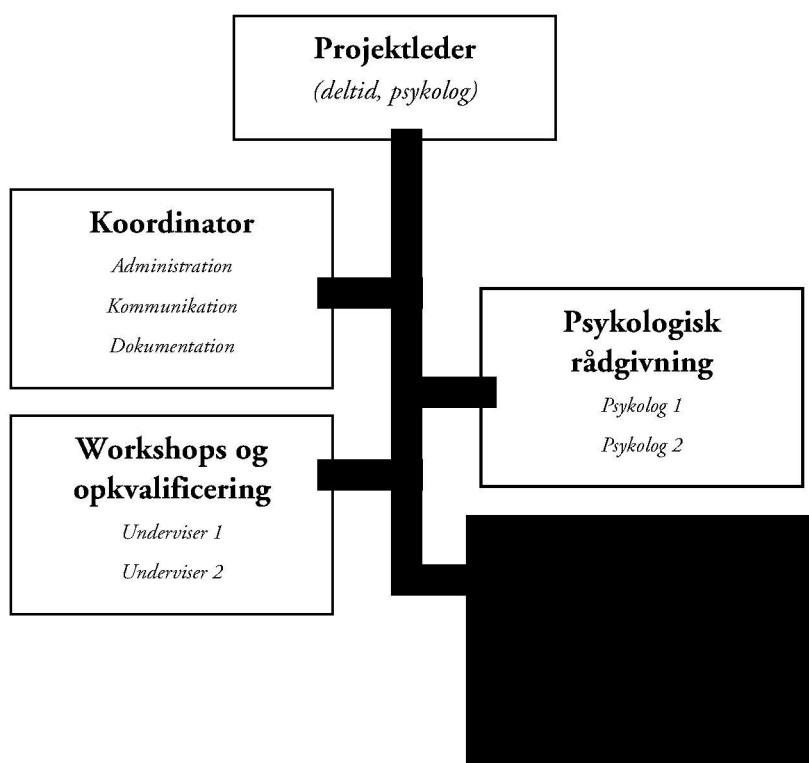 Projektleder
(deltid, psykolog)
Koordinator
Administration
Kommunikation
Dokumentation
Psykologisk
rådgivning
Psykolog 1
Psykolog 2
Workshops og
opkvalificering
Underviser 1
Underviser 2